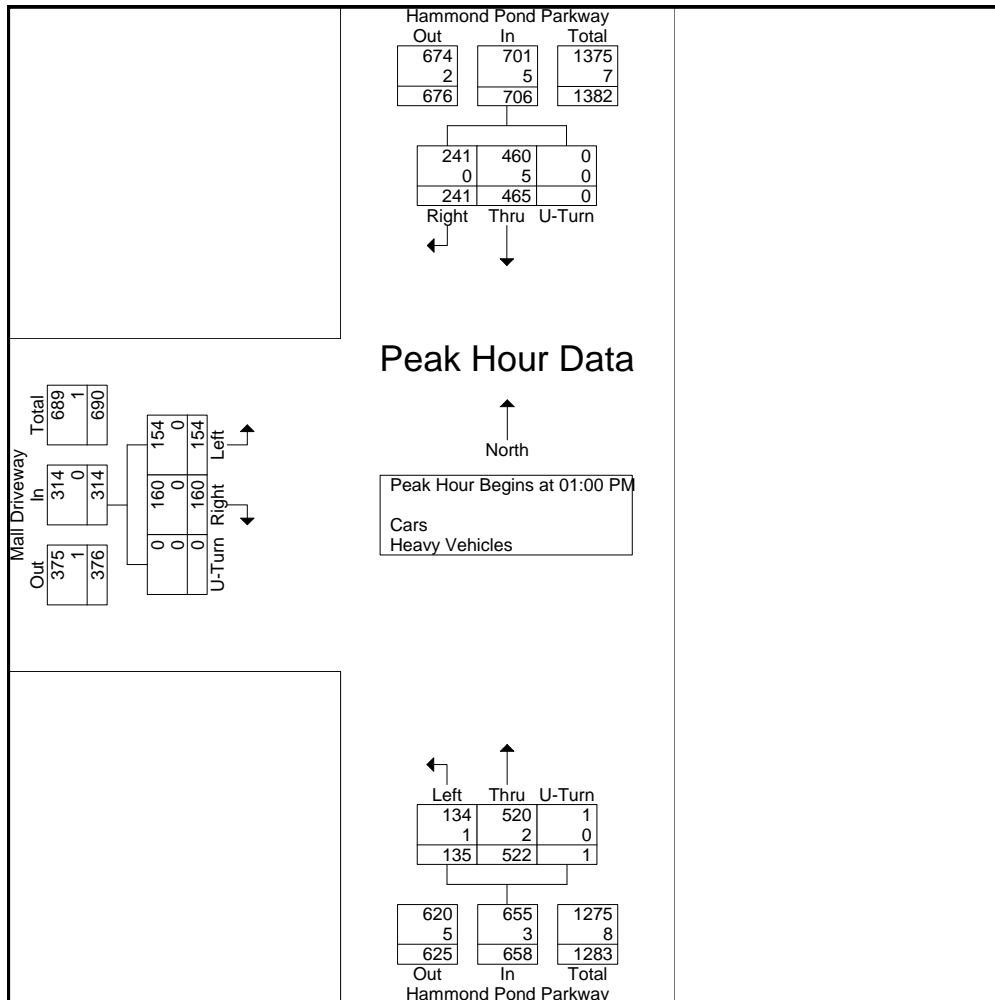 Hammond Pond Parkway
Out In Total
674 701 1375
2 5 7
676 706 1382
241 460 0
0 5 0
241 465 0
Right Thru U-Turn
Peak Hour Data
North
Peak Hour Begins at 01:00 PM
Cars
Heavy Vehicles
Mall Driveway
Out In Total
375 314 689
1 0 1
376 314 690
0 160 154
0 0 0
0 160 154
U-Turn Right Left
Left Thru U-Turn
134 520 1
1 2 0
135 522 1
620 655 1275
5 3 8
625 658 1283
Out In Total
Hammond Pond Parkway